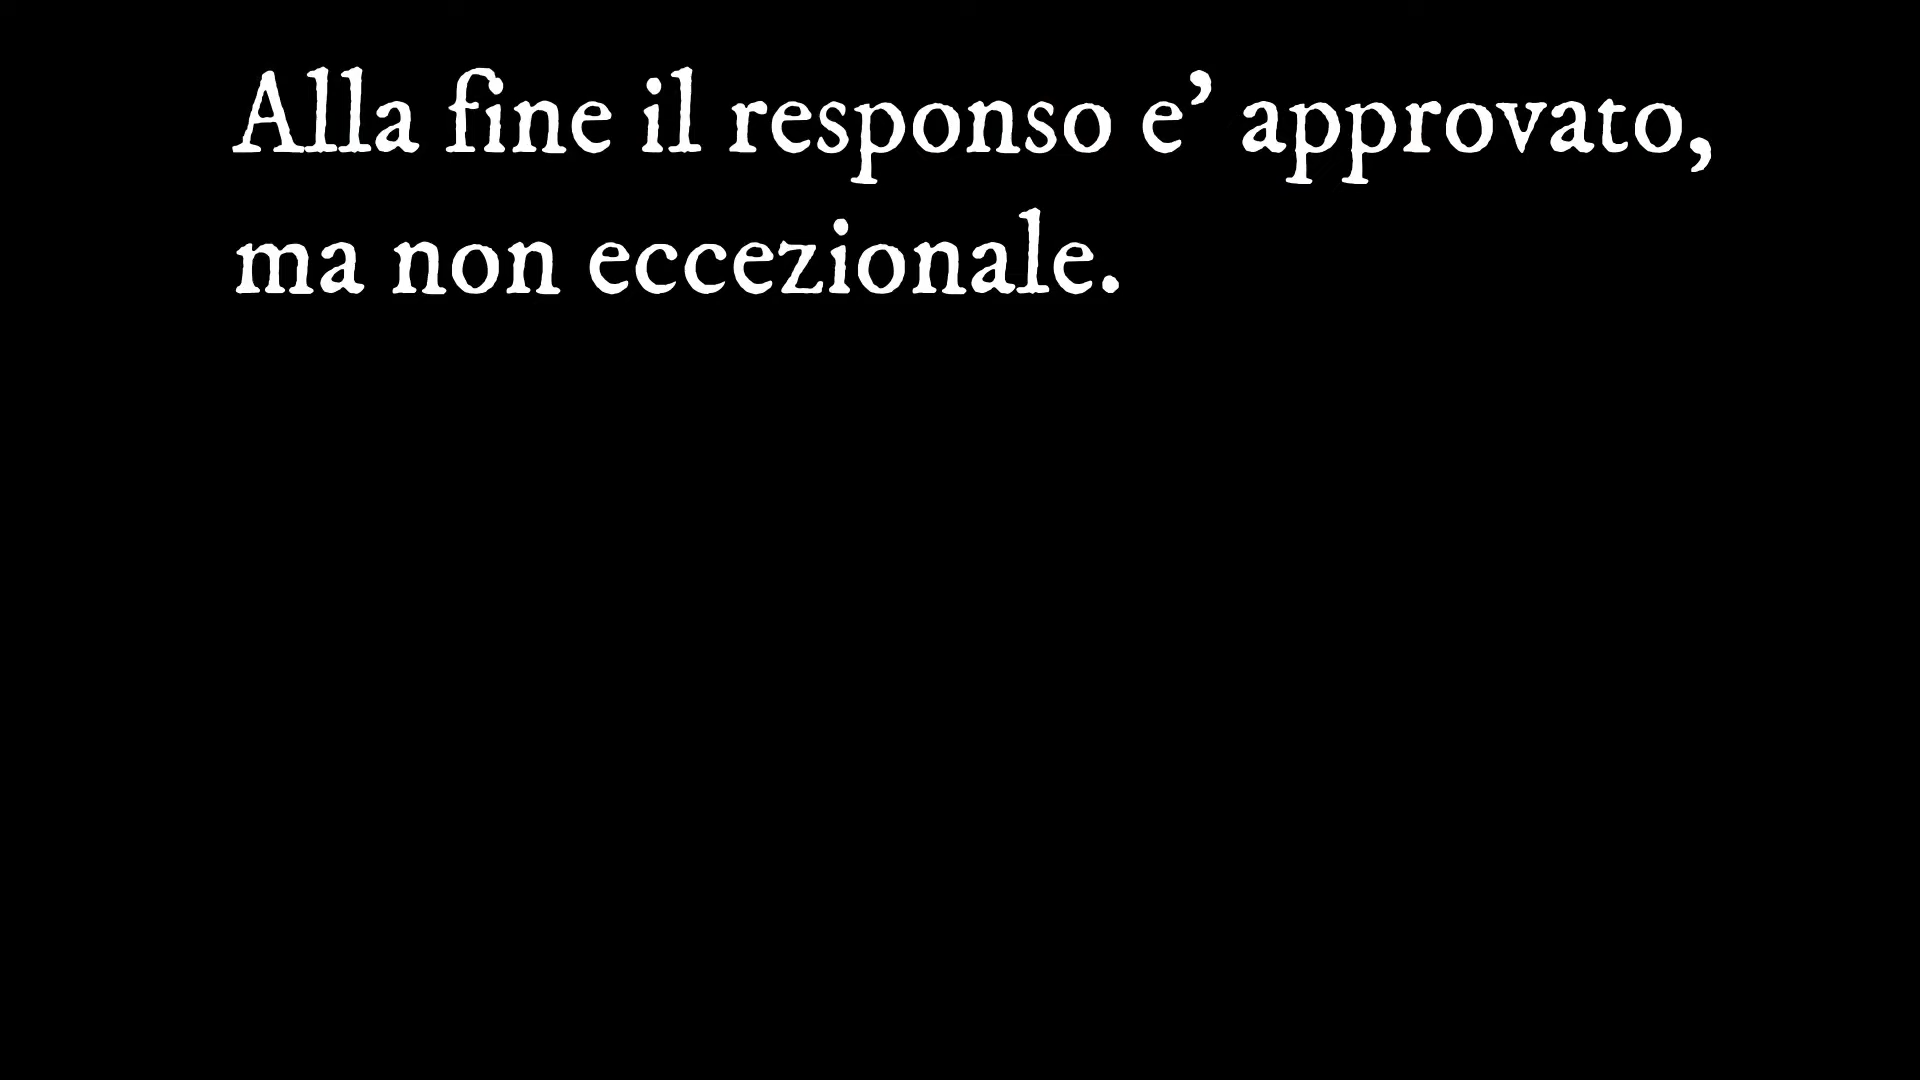 Alla fine il responso e’ approvato,
ma non eccezionale.